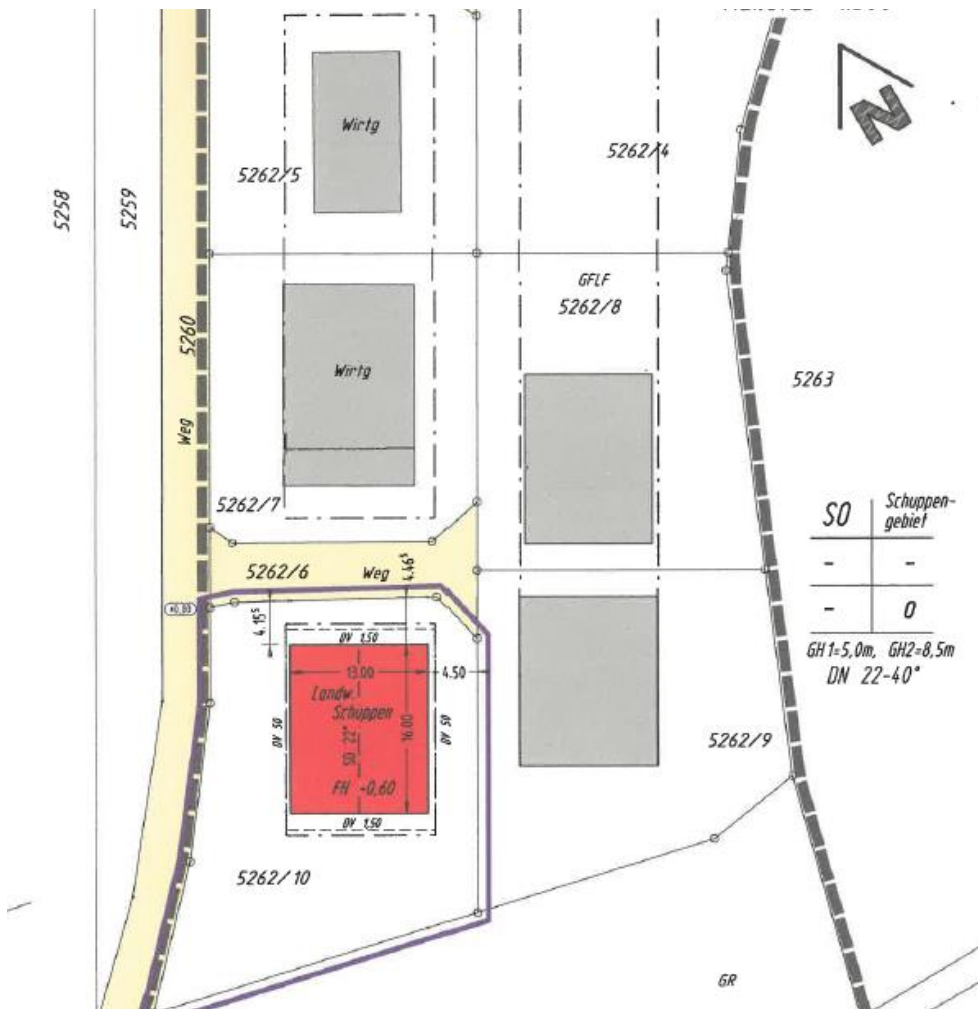 Wirtg
5262/5
5262/4
N
5258
5259
GFLF
5262/8
5260
Wirtg
5263
Weg
5262/7
SO
Schuppen-
gebiet
-
-
-
O
GH1=5,0m, GH2=8,5m
DN 22-40°
5262/6
Weg
4.46⁵
±0.00
4.15⁵
DV 1.50
13.00
4.50
Landw.
Schuppen
DV 50
SD 22°
16.00
DV 50
FH -0,60
DV 1.50
5262/9
5262/10
GR